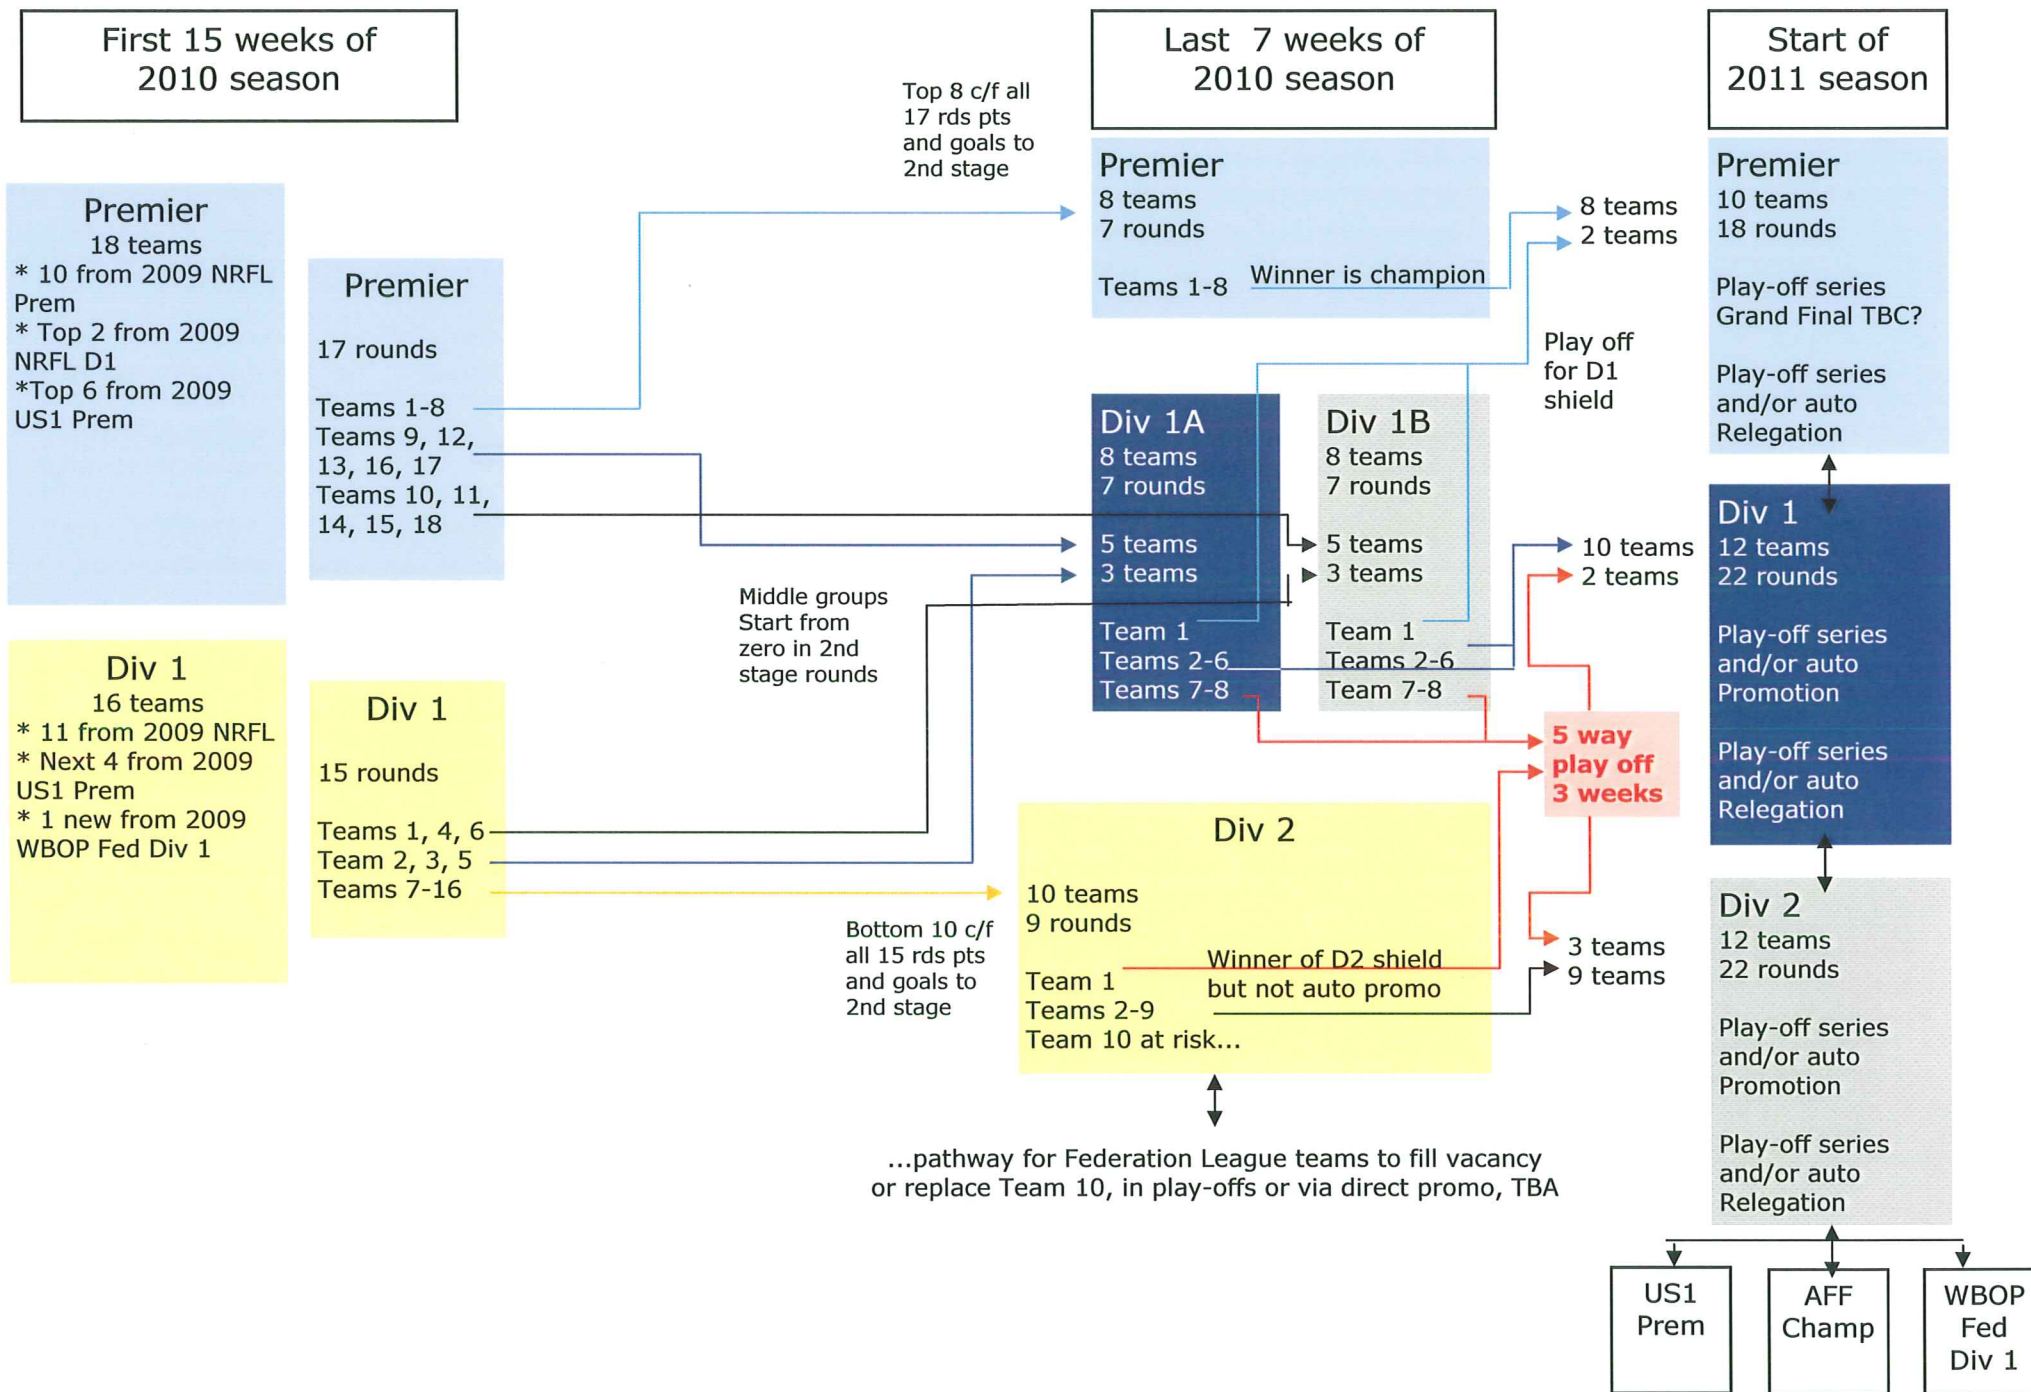 First 15 weeks of
2010 season
Last 7 weeks of
2010 season
Start of
2011 season
Top 8 c/f all
17 rds pts
and goals to
2nd stage
Premier
18 teams
* 10 from 2009 NRFL
Prem
* Top 2 from 2009
NRFL D1
*Top 6 from 2009
US1 Prem
Premier
17 rounds
Teams 1-8
Teams 9, 12,
13, 16, 17
Teams 10, 11,
14, 15, 18
Div 1
16 teams
* 11 from 2009 NRFL
* Next 4 from 2009
US1 Prem
* 1 new from 2009
WBOP Fed Div 1
Div 1
15 rounds
Teams 1, 4, 6
Team 2, 3, 5
Teams 7-16
Middle groups
Start from
zero in 2nd
stage rounds
Bottom 10 c/f
all 15 rds pts
and goals to
2nd stage
Premier
8 teams
7 rounds
Teams 1-8 Winner is champion
8 teams
2 teams
Play off
for D1
shield
Div 1A
8 teams
7 rounds
5 teams
3 teams
Team 1
Teams 2-6
Teams 7-8
Div 1B
8 teams
7 rounds
5 teams
3 teams
Team 1
Teams 2-6
Team 7-8
10 teams
2 teams
5 way
play off
3 weeks
Div 2
10 teams
9 rounds
Winner of D2 shield
but not auto promo
Team 1
Teams 2-9
Team 10 at risk...
3 teams
9 teams
...pathway for Federation League teams to fill vacancy
or replace Team 10, in play-offs or via direct promo, TBA
Premier
10 teams
18 rounds
Play-off series
Grand Final TBC?
Play-off series
and/or auto
Relegation
Div 1
12 teams
22 rounds
Play-off series
and/or auto
Promotion
Play-off series
and/or auto
Relegation
Div 2
12 teams
22 rounds
Play-off series
and/or auto
Promotion
Play-off series
and/or auto
Relegation
US1
Prem
AFF
Champ
WBOP
Fed
Div 1